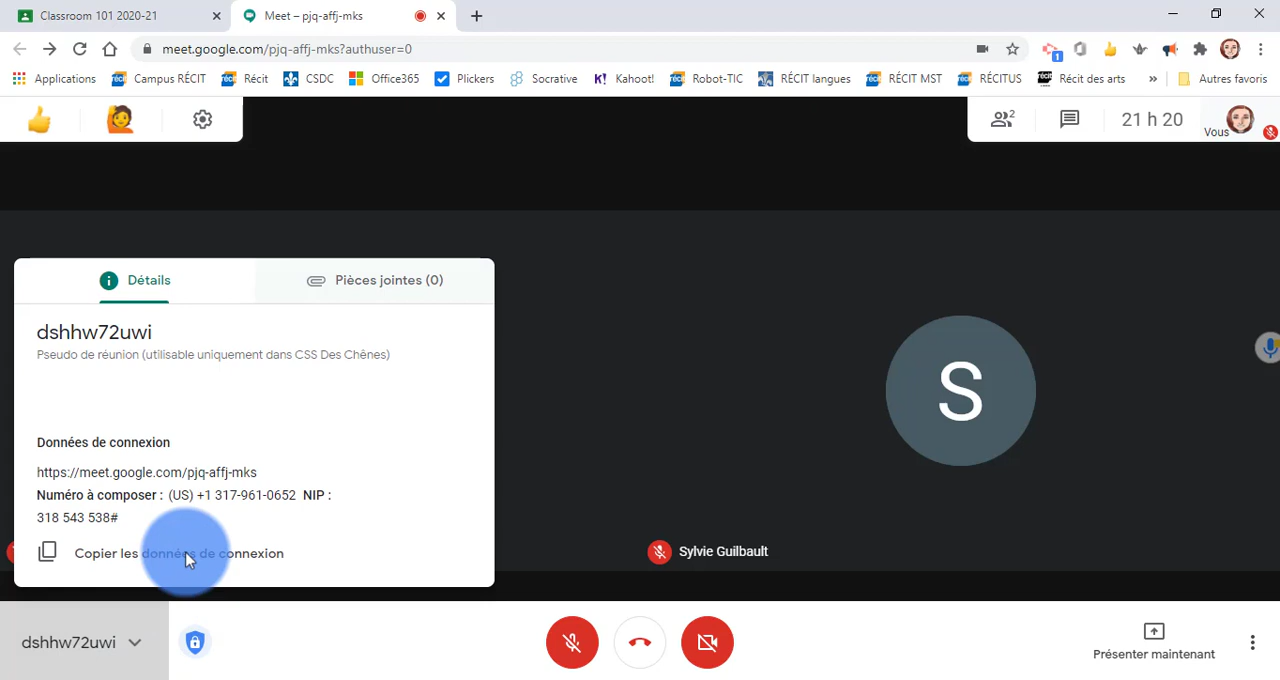 Classroom 101 2020-21
Meet – pjq-affj-mks
meet.google.com/pjq-affj-mks?authuser=0
1
Applications
Campus RÉCIT
Récit
CSDC
Office365
Plickers
Socrative
K! Kahoot!
Robot-TIC
RÉCIT langues
RÉCIT MST
RÉCITUS
Récit des arts
»
Autres favoris
2
21 h 20
Vous
Détails
Pièces jointes (0)
dshhw72uwi
Pseudo de réunion (utilisable uniquement dans CSS Des Chênes)
Données de connexion
https://meet.google.com/pjq-affj-mks
Numéro à composer : (US) +1 317-961-0652 NIP :
318 543 538#
Copier les données de connexion
S
Sylvie Guilbault
dshhw72uwi
Présenter maintenant